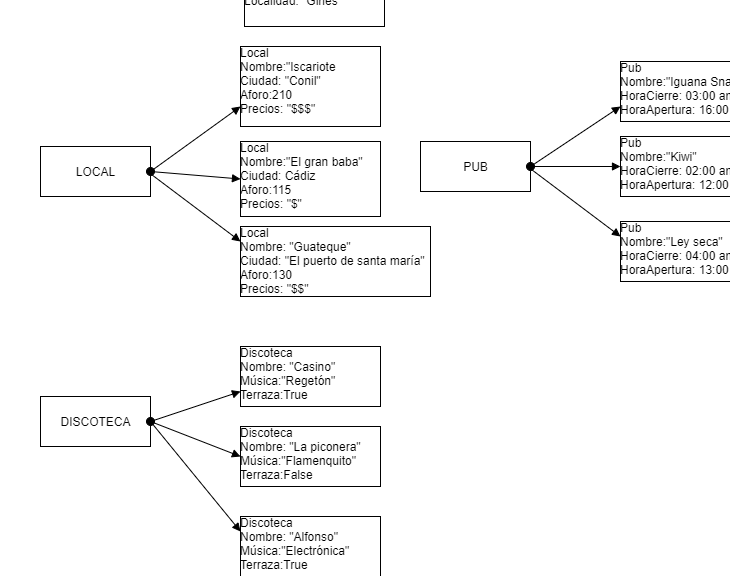 Localidad: "Gines
Local
Nombre:"Iscariote
Ciudad: "Conil"
Aforo:210
Precios: "$$$"
LOCAL
Local
Nombre:"El gran baba"
Ciudad: Cádiz
Aforo:115
Precios: "$"
Local
Nombre: "Guateque"
Ciudad: "El puerto de santa maría"
Aforo:130
Precios: "$$"
PUB
Pub
Nombre:"Iguana Sna
HoraCierre: 03:00 am
HoraApertura: 16:00
Pub
Nombre:"Kiwi"
HoraCierre: 02:00 am
HoraApertura: 12:00
Pub
Nombre:"Ley seca"
HoraCierre: 04:00 am
HoraApertura: 13:00
DISCOTECA
Discoteca
Nombre: "Casino"
Música:"Regetón"
Terraza:True
Discoteca
Nombre: "La piconera"
Música:"Flamenquito"
Terraza:False
Discoteca
Nombre: "Alfonso"
Música:"Electrónica"
Terraza:True